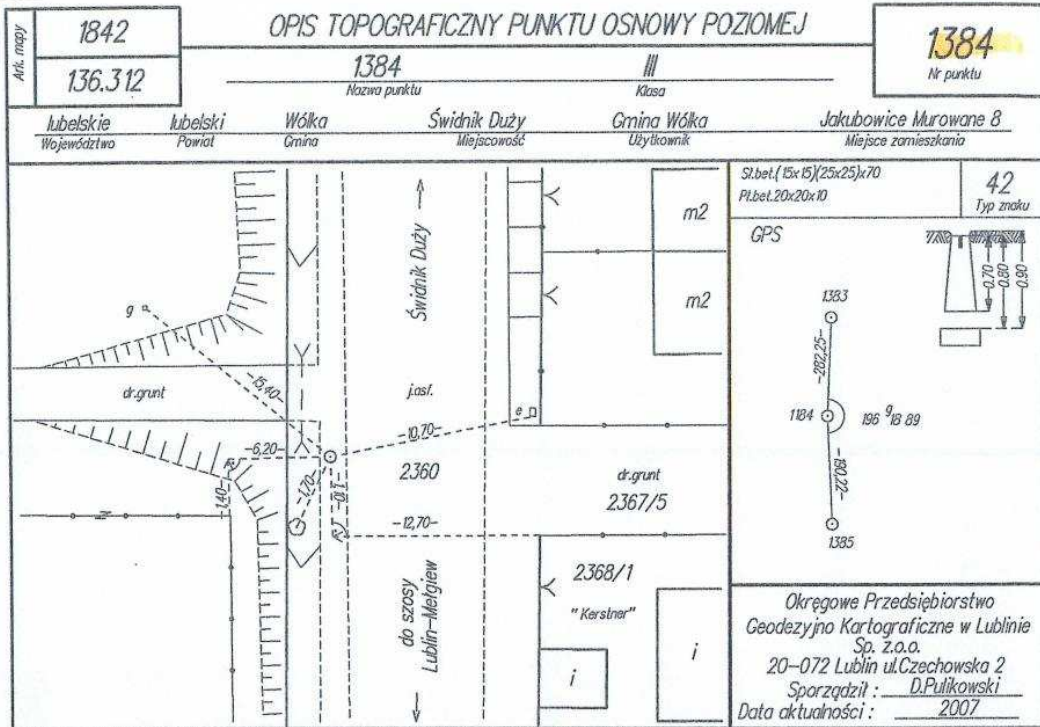 Ark. mapy
1842
136.312
OPIS TOPOGRAFICZNY PUNKTU OSNOWY POZIOMEJ
1384
Nazwa punktu
III
Klasa
1384
Nr punktu
lubelskie
Województwo
lubelski
Powiat
Wólka
Gmina
Świdnik Duży
Miejscowość
Gmina Wólka
Użytkownik
Jakubowice Murowane 8
Miejsce zamieszkania
Świdnik Duży
m2
m2
g
dr.grunt
-15,40-
j.asf.
e
-10,70-
-6,20-
2360
dr.grunt
2367/5
1,40-
-1,70-
-12,70-
2368/1
"Kerstner"
do szosy
Lublin-Mełgiew
i
i
Sł.bet.(15x15)(25x25)x70
Pł.bet.20x20x10
42
Typ znaku
GPS
0.70
0.80
0.90
1383
-282,25-
1184
196 g 18 89
-190,22-
1385
Okręgowe Przedsiębiorstwo
Geodezyjno Kartograficzne w Lublinie
Sp. z.o.o.
20-072 Lublin ul.Czechowska 2
Sporządził : D.Pulikowski
Data aktualności : 2007